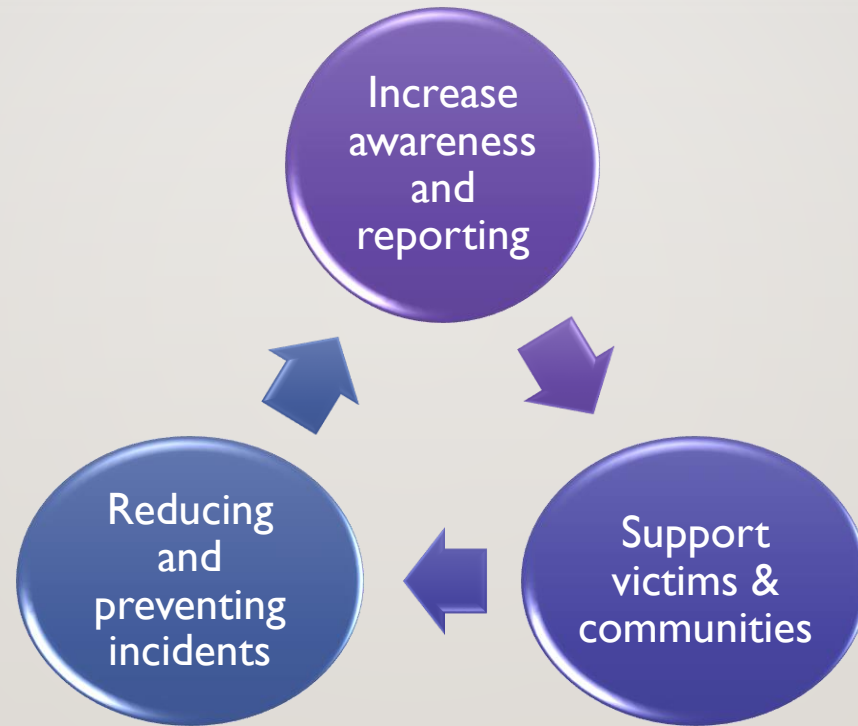 Increase
awareness
and
reporting
Support
victims &
communities
Reducing
and
preventing
incidents